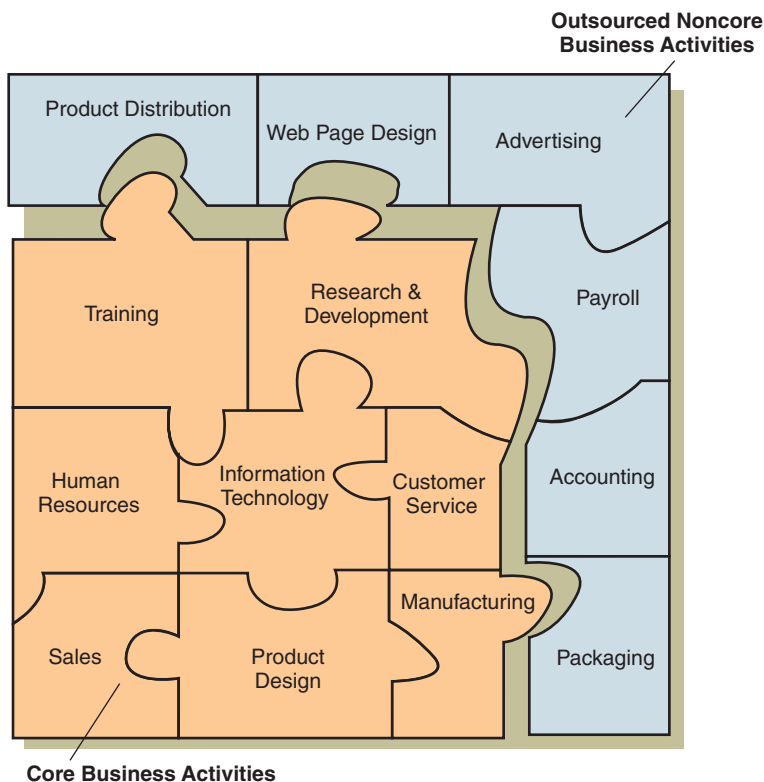 Outsourced Noncore
Business Activities
Product Distribution
Web Page Design
Advertising
Payroll
Training
Research &
Development
Human
Resources
Information
Technology
Customer
Service
Accounting
Manufacturing
Sales
Product
Design
Packaging
Core Business Activities